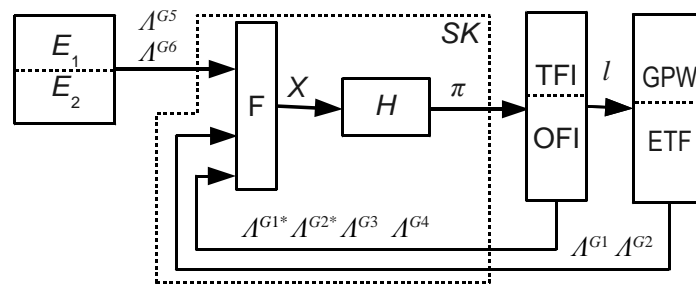 Λᴳ⁵
Λᴳ⁶
SK
E₁
E₂
F
X
H
π
TFI
OFI
l
GPW
ETF
Λᴳ¹* Λᴳ²* Λᴳ³ Λᴳ⁴
Λᴳ¹ Λᴳ²